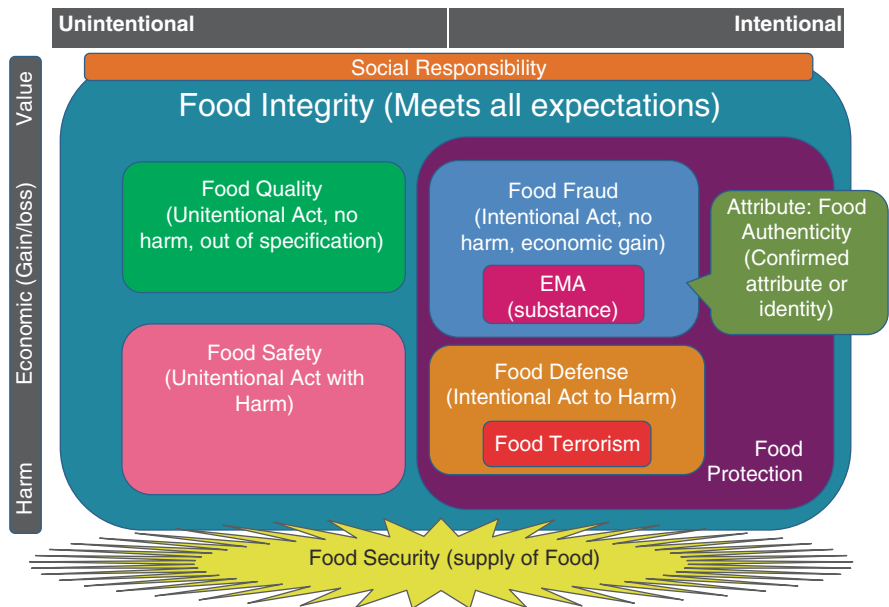 Unintentional
Intentional
Social Responsibility
Food Integrity (Meets all expectations)
Value
Economic (Gain/loss)
Harm
Food Quality
(Unitentional Act, no
harm, out of specification)
Food Fraud
(Intentional Act, no
harm, economic gain)
EMA
(substance)
Attribute: Food
Authenticity
(Confirmed
attribute or
identity)
Food Safety
(Unitentional Act with
Harm)
Food Defense
(Intentional Act to Harm)
Food Terrorism
Food
Protection
Food Security (supply of Food)